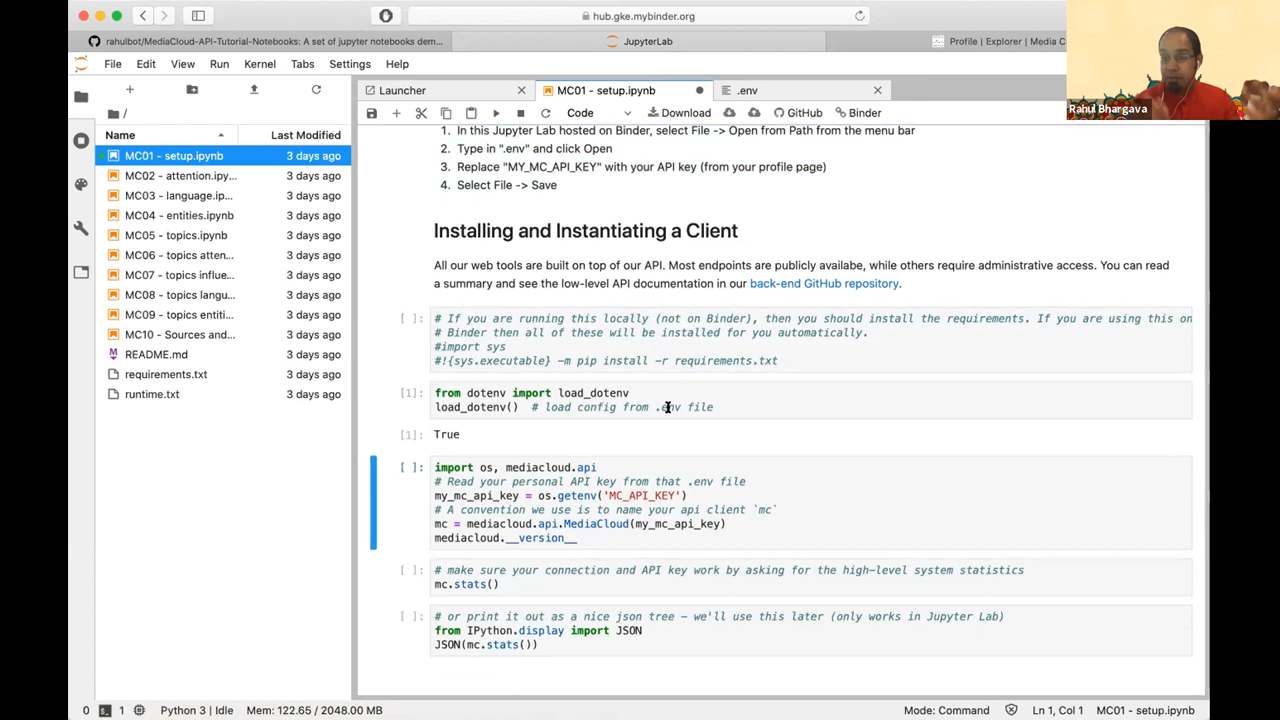 hub.gke.mybinder.org
rahulbot/MediaCloud-API-Tutorial-Notebooks: A set of jupyter notebooks dem...
JupyterLab
Profile | Explorer | Media C
Rahul Bhargava
File Edit View Run Kernel Tabs Settings Help
Launcher
MC01 - setup.ipynb
.env
Code
Download
GitHub
Binder
/
Name Last Modified
MC01 - setup.ipynb 3 days ago
MC02 - attention.ipy... 3 days ago
MC03 - language.ip... 3 days ago
MC04 - entities.ipynb 3 days ago
MC05 - topics.ipynb 3 days ago
MC06 - topics atten... 3 days ago
MC07 - topics influe... 3 days ago
MC08 - topics langu... 3 days ago
MC09 - topics entiti... 3 days ago
MC10 - Sources and... 3 days ago
README.md 3 days ago
requirements.txt 3 days ago
runtime.txt 3 days ago
1. In this Jupyter Lab hosted on Binder, select File -> Open from Path from the menu bar
2. Type in ".env" and click Open
3. Replace "MY_MC_API_KEY" with your API key (from your profile page)
4. Select File -> Save
Installing and Instantiating a Client
All our web tools are built on top of our API. Most endpoints are publicly availabe, while others require administrative access. You can read
a summary and see the low-level API documentation in our back-end GitHub repository.
[ ]: # If you are running this locally (not on Binder), then you should install the requirements. If you are using this on
# Binder then all of these will be installed for you automatically.
#import sys
#!{sys.executable} -m pip install -r requirements.txt
[1]: from dotenv import load_dotenv
load_dotenv() # load config from .env file
[1]: True
[ ]: import os, mediacloud.api
# Read your personal API key from that .env file
my_mc_api_key = os.getenv('MC_API_KEY')
# A convention we use is to name your api client `mc`
mc = mediacloud.api.MediaCloud(my_mc_api_key)
mediacloud.__version__
[ ]: # make sure your connection and API key work by asking for the high-level system statistics
mc.stats()
[ ]: # or print it out as a nice json tree - we'll use this later (only works in Jupyter Lab)
from IPython.display import JSON
JSON(mc.stats())
0 1 Python 3 | Idle Mem: 122.65 / 2048.00 MB Mode: Command Ln 1, Col 1 MC01 - setup.ipynb